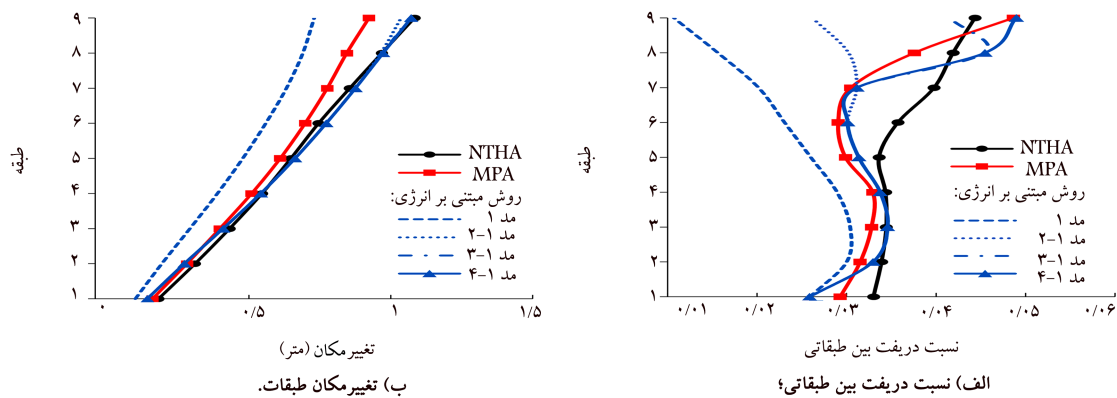 طبقه
۹
۸
۷
۶
۵
۴
۳
۲
۱
۰/۰۱
۰/۰۲
۰/۰۳
۰/۰۴
۰/۰۵
۰/۰۶
NTHA
MPA
روش مبتنی بر انرژی:
مد ۱
مد ۱-۲
مد ۱-۳
مد ۱-۴
نسبت دریفت بین طبقاتی
الف) نسبت دریفت بین طبقاتی؛
طبقه
۹
۸
۷
۶
۵
۴
۳
۲
۱
۰
۰/۵
۱
۱/۵
NTHA
MPA
روش مبتنی بر انرژی:
مد ۱
مد ۱-۲
مد ۱-۳
مد ۱-۴
تغییرمکان (متر)
ب) تغییرمکان طبقات.